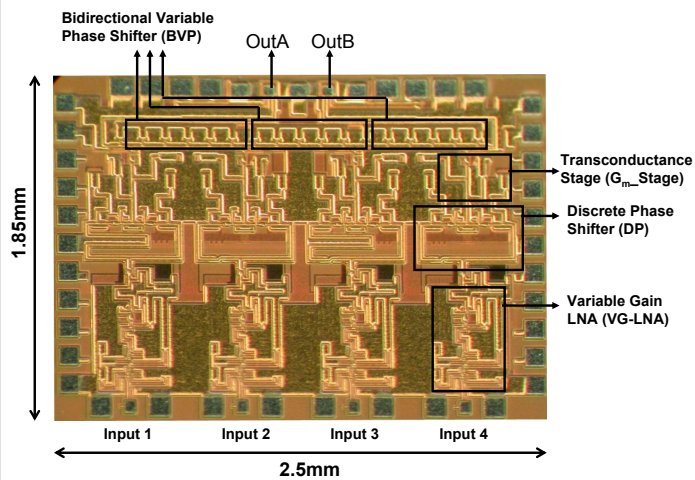 Bidirectional Variable
Phase Shifter (BVP)
OutA OutB
Transconductance
Stage (Gm_Stage)
Discrete Phase
Shifter (DP)
1.85mm
Variable Gain
LNA (VG-LNA)
Input 1 Input 2 Input 3 Input 4
2.5mm